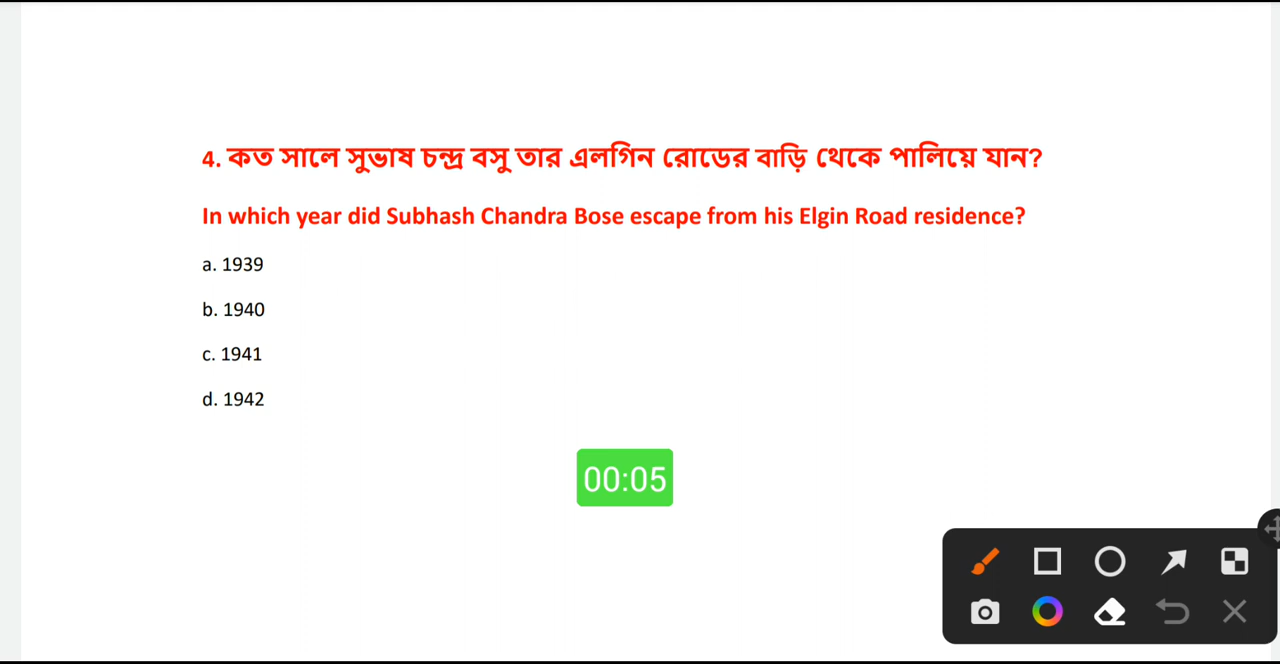 4. কত সালে সুভাষ চন্দ্র বসু তার এলগিন রোডের বাড়ি থেকে পালিয়ে যান?
In which year did Subhash Chandra Bose escape from his Elgin Road residence?
a. 1939
b. 1940
c. 1941
d. 1942
00:05